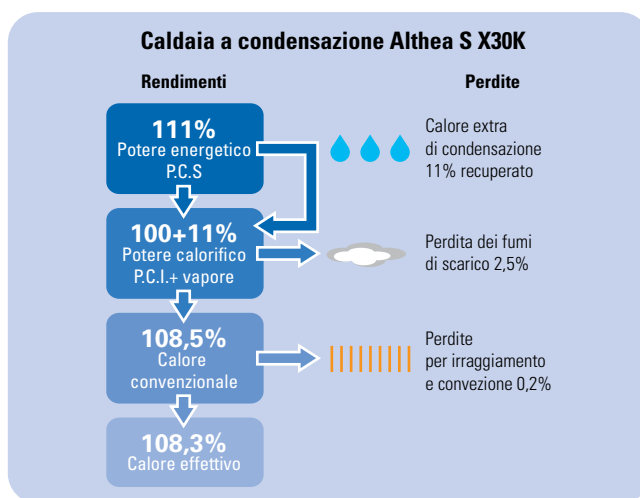 Caldaia a condensazione Althea S X30K
Rendimenti
Perdite
111%
Potere energetico
P.C.S
Calore extra
di condensazione
11% recuperato
100+11%
Potere calorifico
P.C.I.+ vapore
Perdita dei fumi
di scarico 2,5%
108,5%
Calore
convenzionale
Perdite
per irraggiamento
e convezione 0,2%
108,3%
Calore effettivo